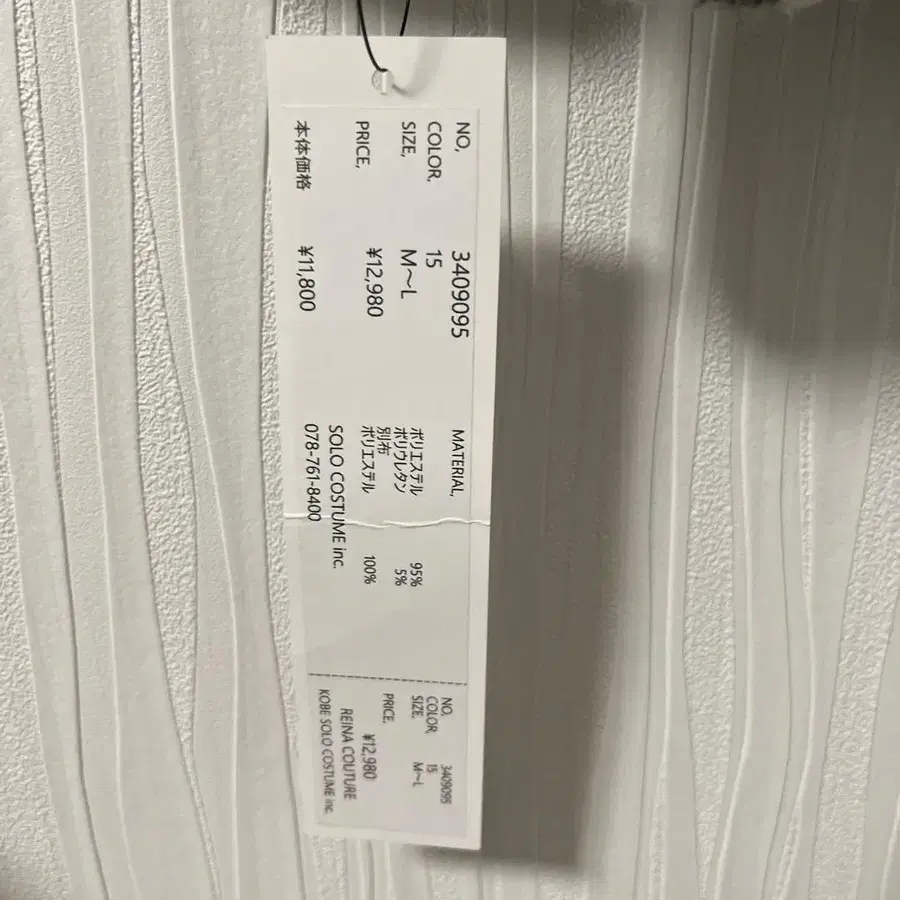 NO, 3409095
COLOR, 15
SIZE, M～L
PRICE, ¥12,980
本体価格 ¥11,800
MATERIAL,
ポリエステル 95%
ポリウレタン 5%
別布
ポリエステル 100%
SOLO COSTUME inc.
078-761-8400
NO, 3409095
COLOR, 15
SIZE, M～L
PRICE, ¥12,980
REINA COUTURE
KOBE SOLO COSTUME inc.